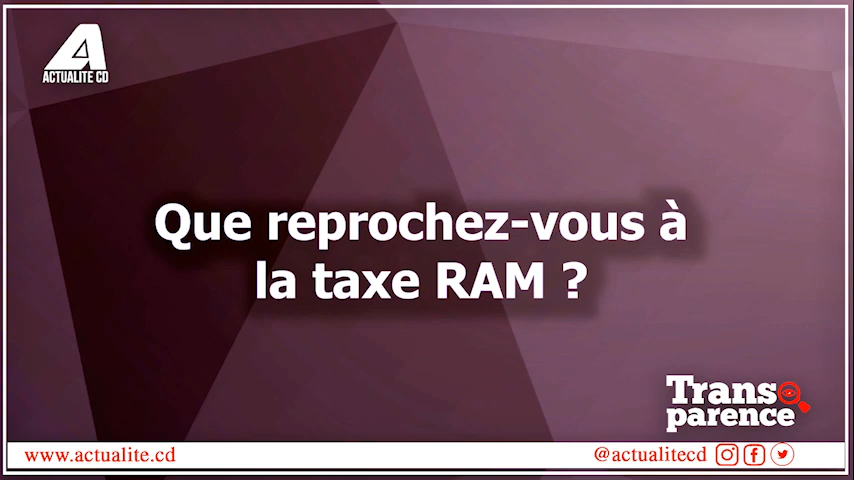 ACTUALITE CD
Que reprochez-vous à
la taxe RAM ?
Trans
parence
www.actualite.cd
@actualitecd